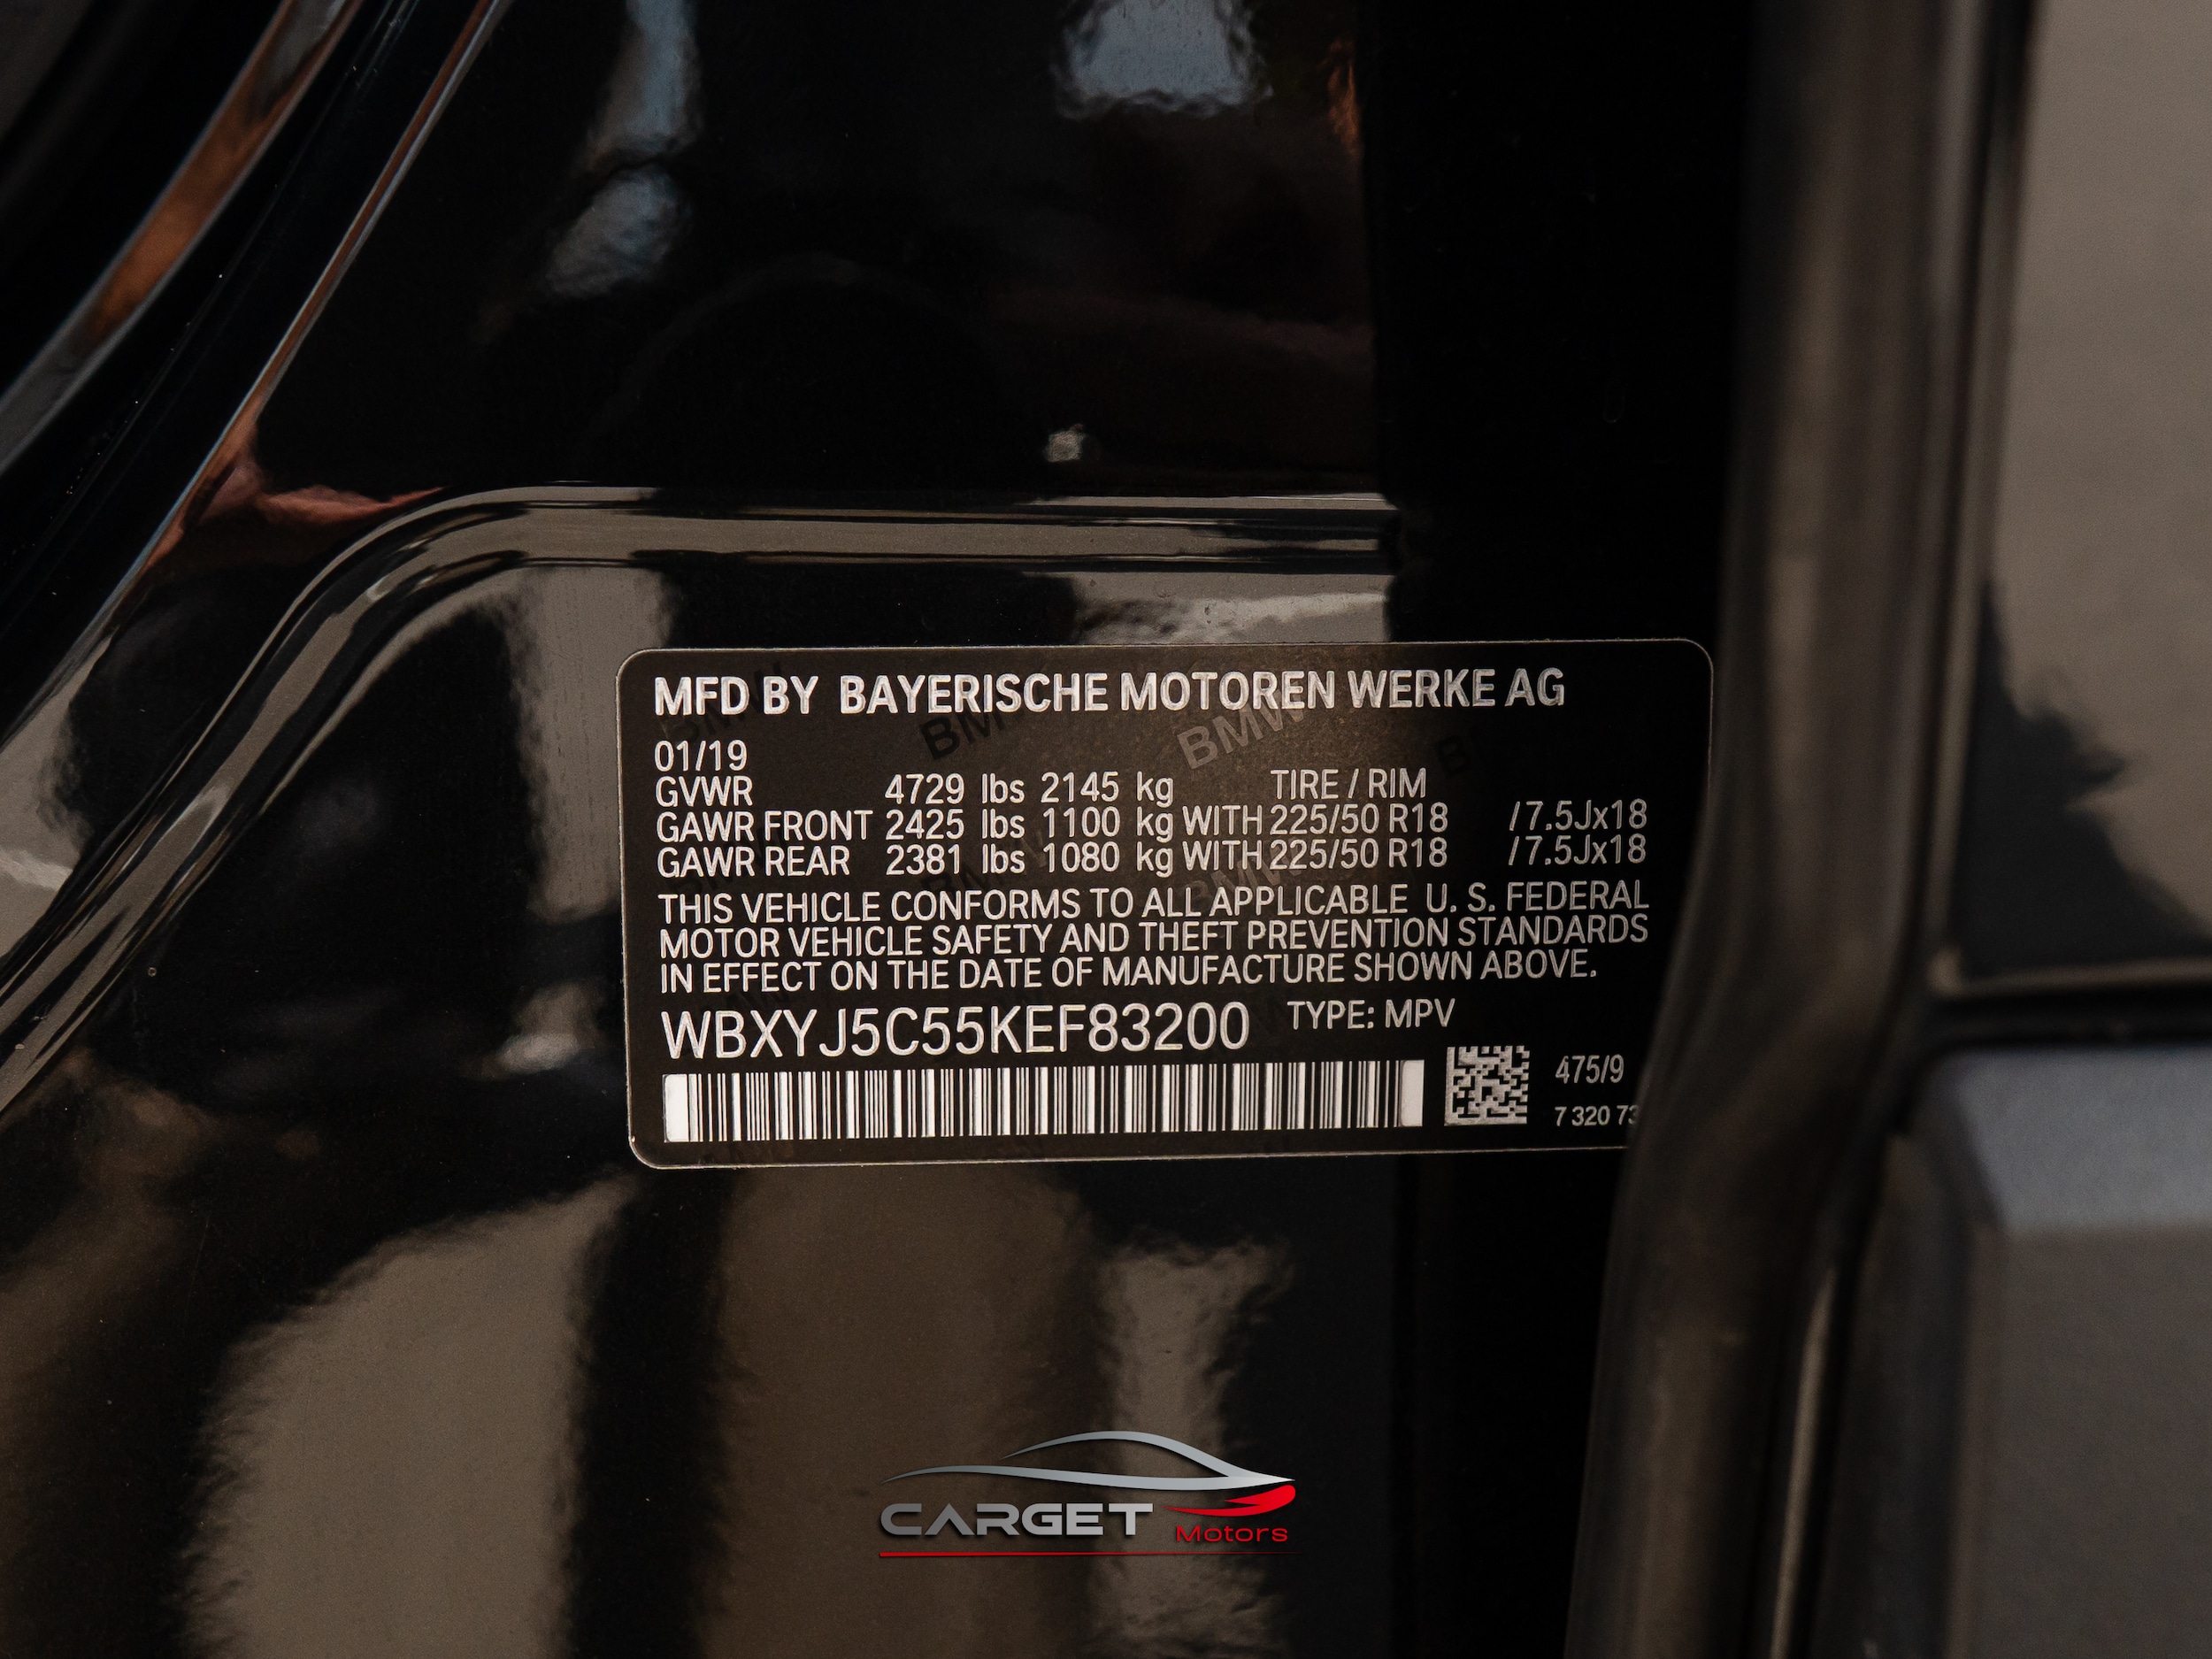 MFD BY BAYERISCHE MOTOREN WERKE AG
01/19
GVWR 4729 lbs 2145 kg TIRE / RIM
GAWR FRONT 2425 lbs 1100 kg WITH 225/50 R18 /7.5Jx18
GAWR REAR 2381 lbs 1080 kg WITH 225/50 R18 /7.5Jx18
THIS VEHICLE CONFORMS TO ALL APPLICABLE U. S. FEDERAL
MOTOR VEHICLE SAFETY AND THEFT PREVENTION STANDARDS
IN EFFECT ON THE DATE OF MANUFACTURE SHOWN ABOVE.
WBXYJ5C55KEF83200 TYPE: MPV
475/9
7 320 73
CARGET
Motors